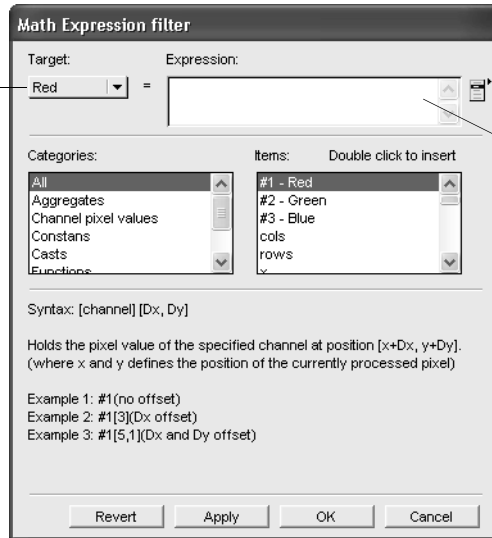 Math Expression filter
Target: Expression:
Red =
Categories: Items: Double click to insert
All
Aggregates
Channel pixel values
Constans
Casts
Functions
#1 - Red
#2 - Green
#3 - Blue
cols
rows
x
Syntax: [channel] [Dx, Dy]
Holds the pixel value of the specified channel at position [x+Dx, y+Dy].
(where x and y defines the position of the currently processed pixel)
Example 1: #1(no offset)
Example 2: #1[3](Dx offset)
Example 3: #1[5,1](Dx and Dy offset)
Revert Apply OK Cancel